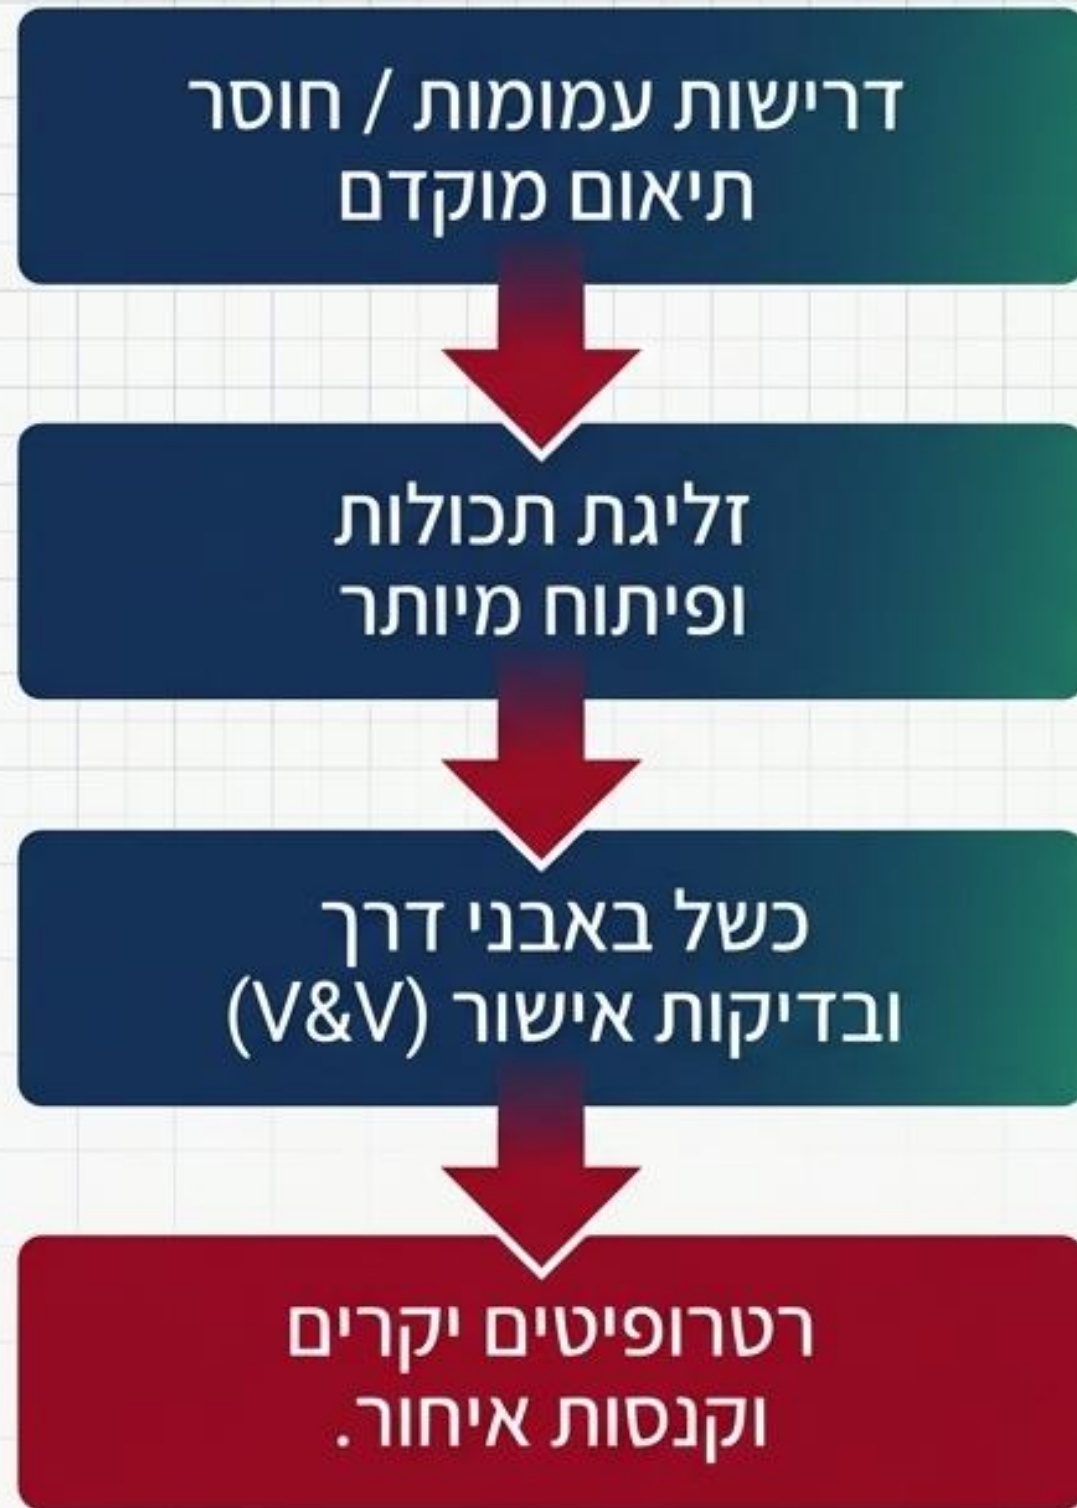 דרישות עמומות / חוסר
תיאום מוקדם
זליגת תכולות
ופיתוח מיותר
כשל באבני דרך
ובדיקות אישור (V&V)
רטרופיטים יקרים
וקנסות איחור.